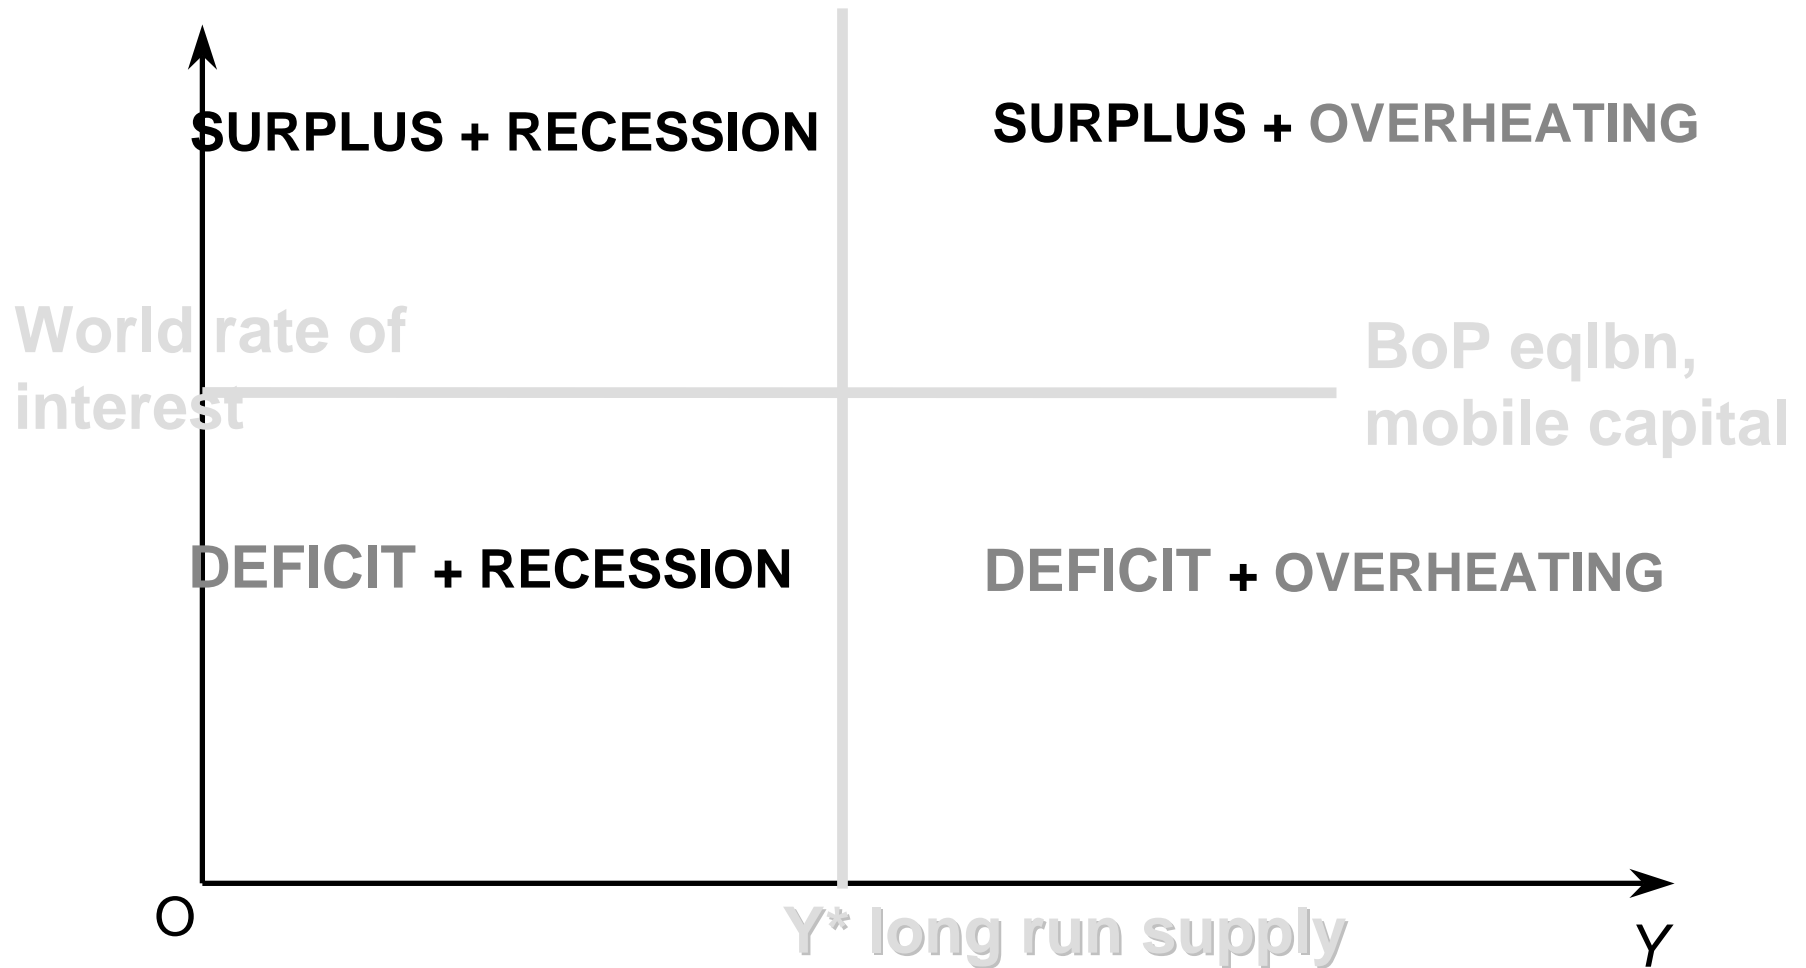 SURPLUS + RECESSION
SURPLUS + OVERHEATING
World rate of
interest
BoP eqlbn,
mobile capital
DEFICIT + RECESSION
DEFICIT + OVERHEATING
O
Y* long run supply
Y